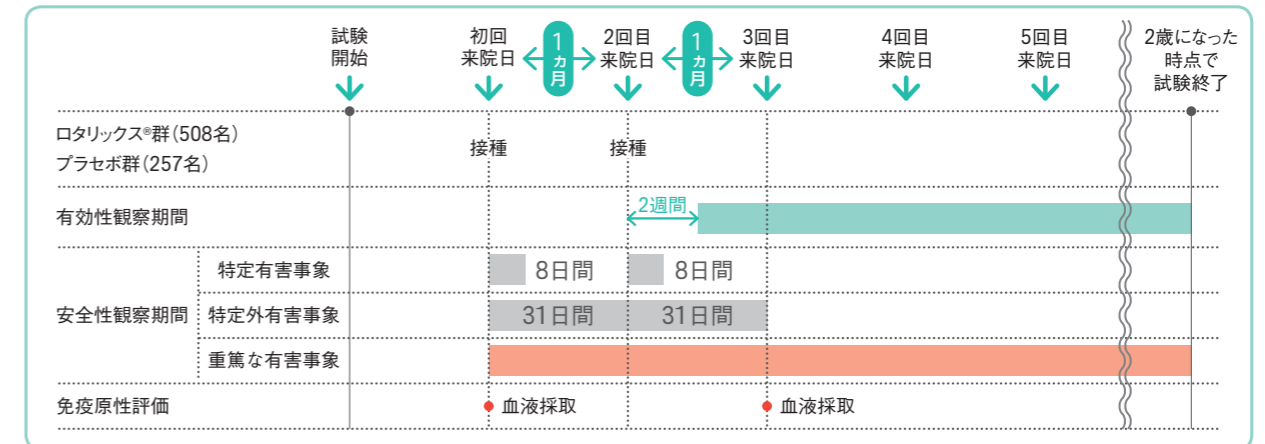 試験
開始
初回
来院日
1
ヵ
月
2回目
来院日
1
ヵ
月
3回目
来院日
4回目
来院日
5回目
来院日
2歳になった
時点で
試験終了
ロタリックス®群(508名)
プラセボ群(257名)
接種
接種
有効性観察期間
2週間
安全性観察期間
特定有害事象
8日間
8日間
特定外有害事象
31日間
31日間
重篤な有害事象
免疫原性評価
血液採取
血液採取